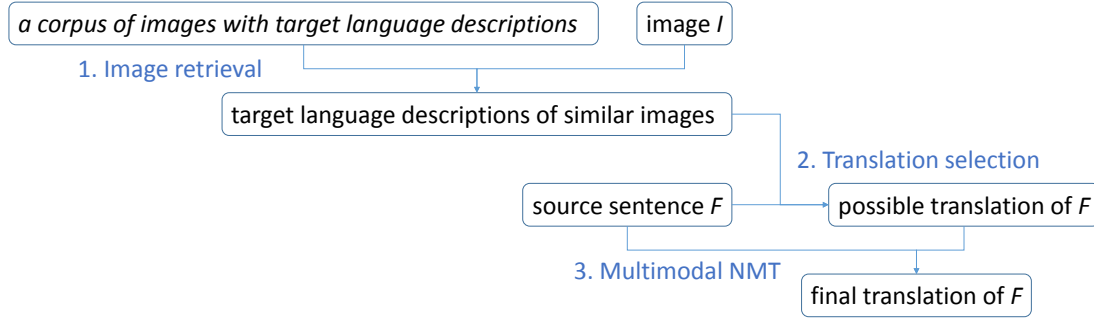 a corpus of images with target language descriptions
image I
1. Image retrieval
target language descriptions of similar images
2. Translation selection
source sentence F
possible translation of F
3. Multimodal NMT
final translation of F